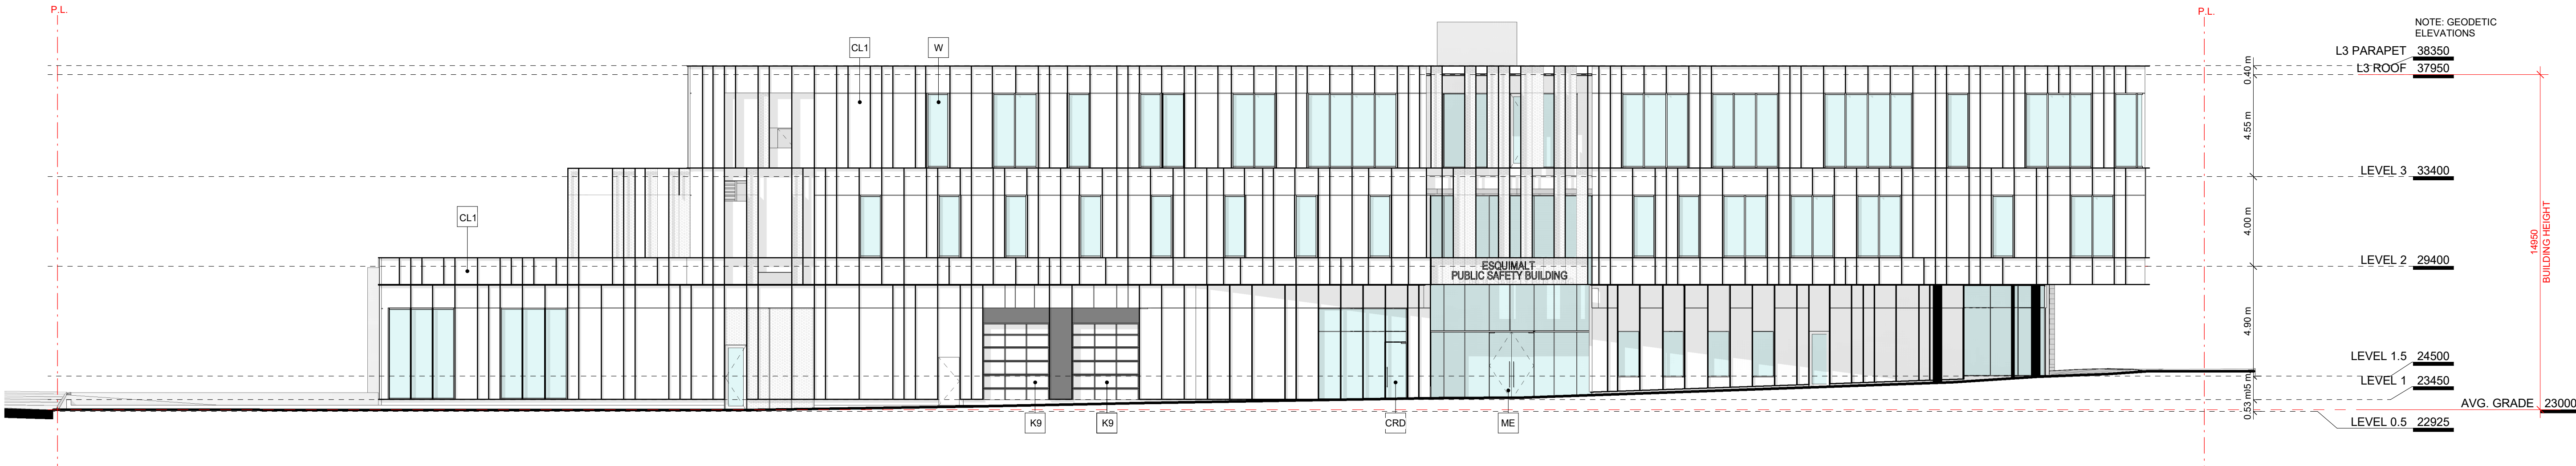 P.L.
P.L.
NOTE: GEODETIC
ELEVATIONS
CL1
W
L3 PARAPET 38350
L3 ROOF 37950
0.40 m
4.55 m
LEVEL 3 33400
CL1
4.00 m
14950
BUILDING HEIGHT
LEVEL 2 29400
ESQUIMALT
PUBLIC SAFETY BUILDING
4.90 m
LEVEL 1.5 24500
LEVEL 1 23450
0.53 m
AVG. GRADE 23000
LEVEL 0.5 22925
K9
K9
CRD
ME